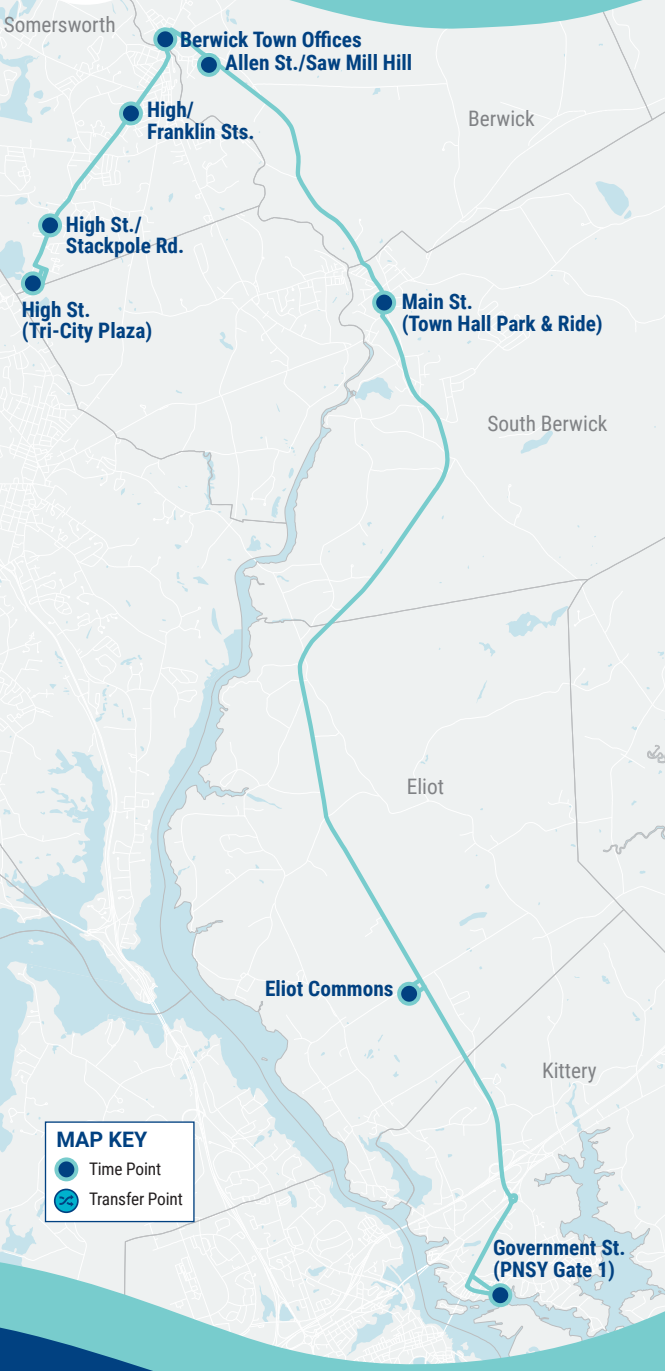 Somersworth
Berwick Town Offices
Allen St./Saw Mill Hill
High/
Franklin Sts.
Berwick
High St./
Stackpole Rd.
High St.
(Tri-City Plaza)
Main St.
(Town Hall Park & Ride)
South Berwick
Eliot
Eliot Commons
Kittery
MAP KEY
Time Point
Transfer Point
Government St.
(PNSY Gate 1)